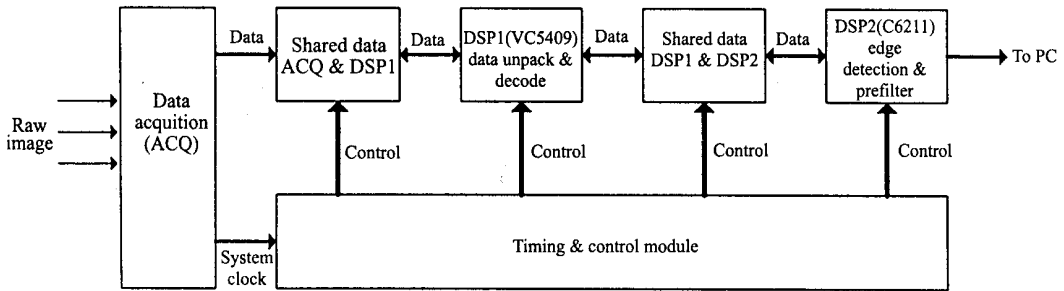 Raw
image
Data
acquition
(ACQ)
Data
Shared data
ACQ & DSP1
Data
DSP1(VC5409)
data unpack &
decode
Data
Shared data
DSP1 & DSP2
Data
DSP2(C6211)
edge
detection &
prefilter
To PC
Control
Control
Control
Control
System
clock
Timing & control module